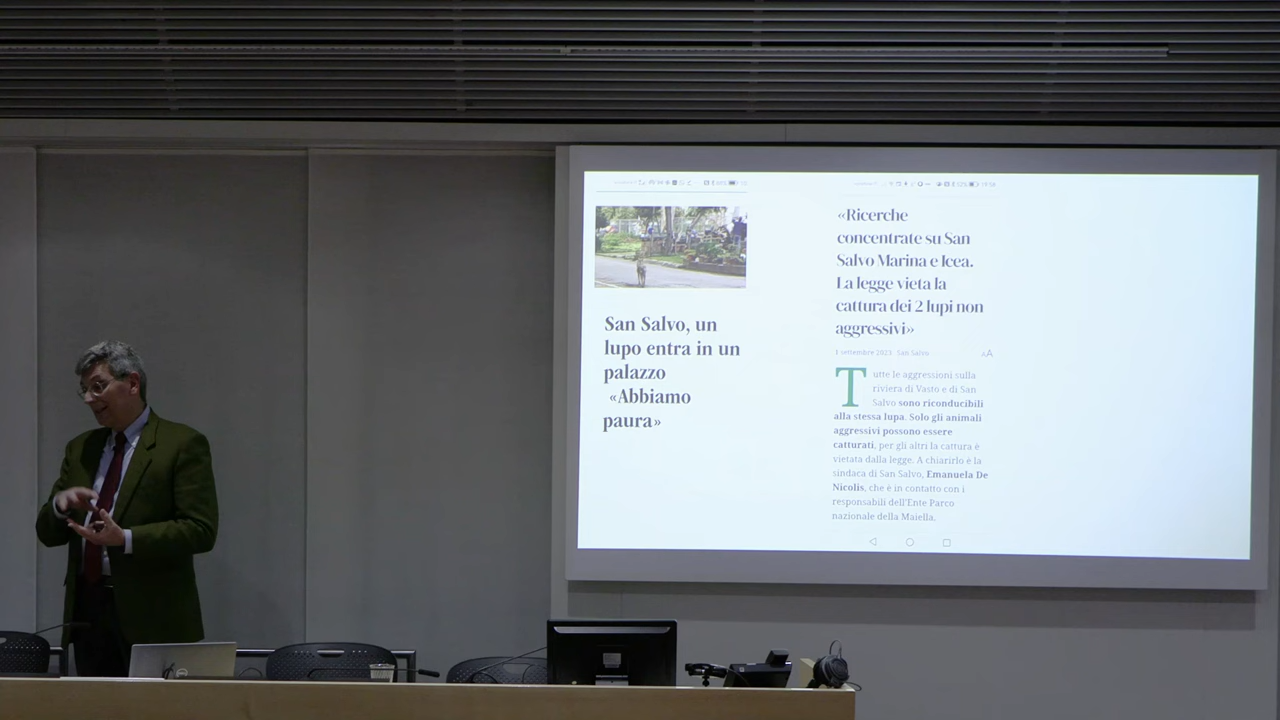 San Salvo, un
lupo entra in un
palazzo
«Abbiamo
paura»
19:58
«Ricerche
concentrate su San
Salvo Marina e Icea.
La legge vieta la
cattura dei 2 lupi non
aggressivi»
1 settembre 2023 San Salvo
AA
Tutte le aggressioni sulla
riviera di Vasto e di San
Salvo sono riconducibili
alla stessa lupa. Solo gli animali
aggressivi possono essere
catturati, per gli altri la cattura è
vietata dalla legge. A chiarirlo è la
sindaca di San Salvo, Emanuela De
Nicolis, che è in contatto con i
responsabili dell'Ente Parco
nazionale della Maiella.